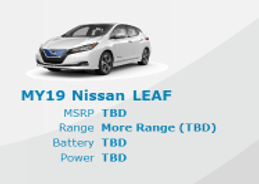 MY19 Nissan LEAF
MSRP TBD
Range More Range (TBD)
Battery TBD
Power TBD